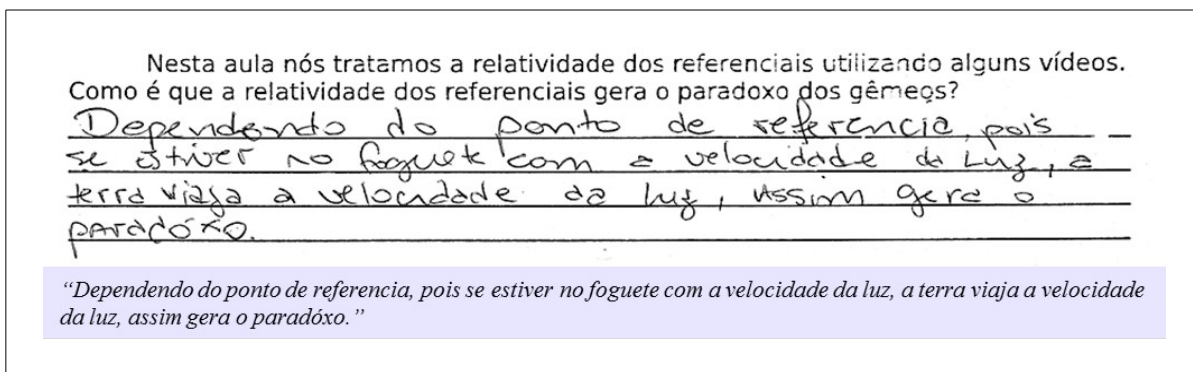 Nesta aula nós tratamos a relatividade dos referenciais utilizando alguns vídeos.
Como é que a relatividade dos referenciais gera o paradoxo dos gêmeos?
Dependendo do ponto de referencia, pois
se estiver no foguete com a velocidade da Luz, a
terra viaja a velocidade da luz, Assim gera o
paradóxo.
“Dependendo do ponto de referencia, pois se estiver no foguete com a velocidade da luz, a terra viaja a velocidade
da luz, assim gera o paradóxo.”